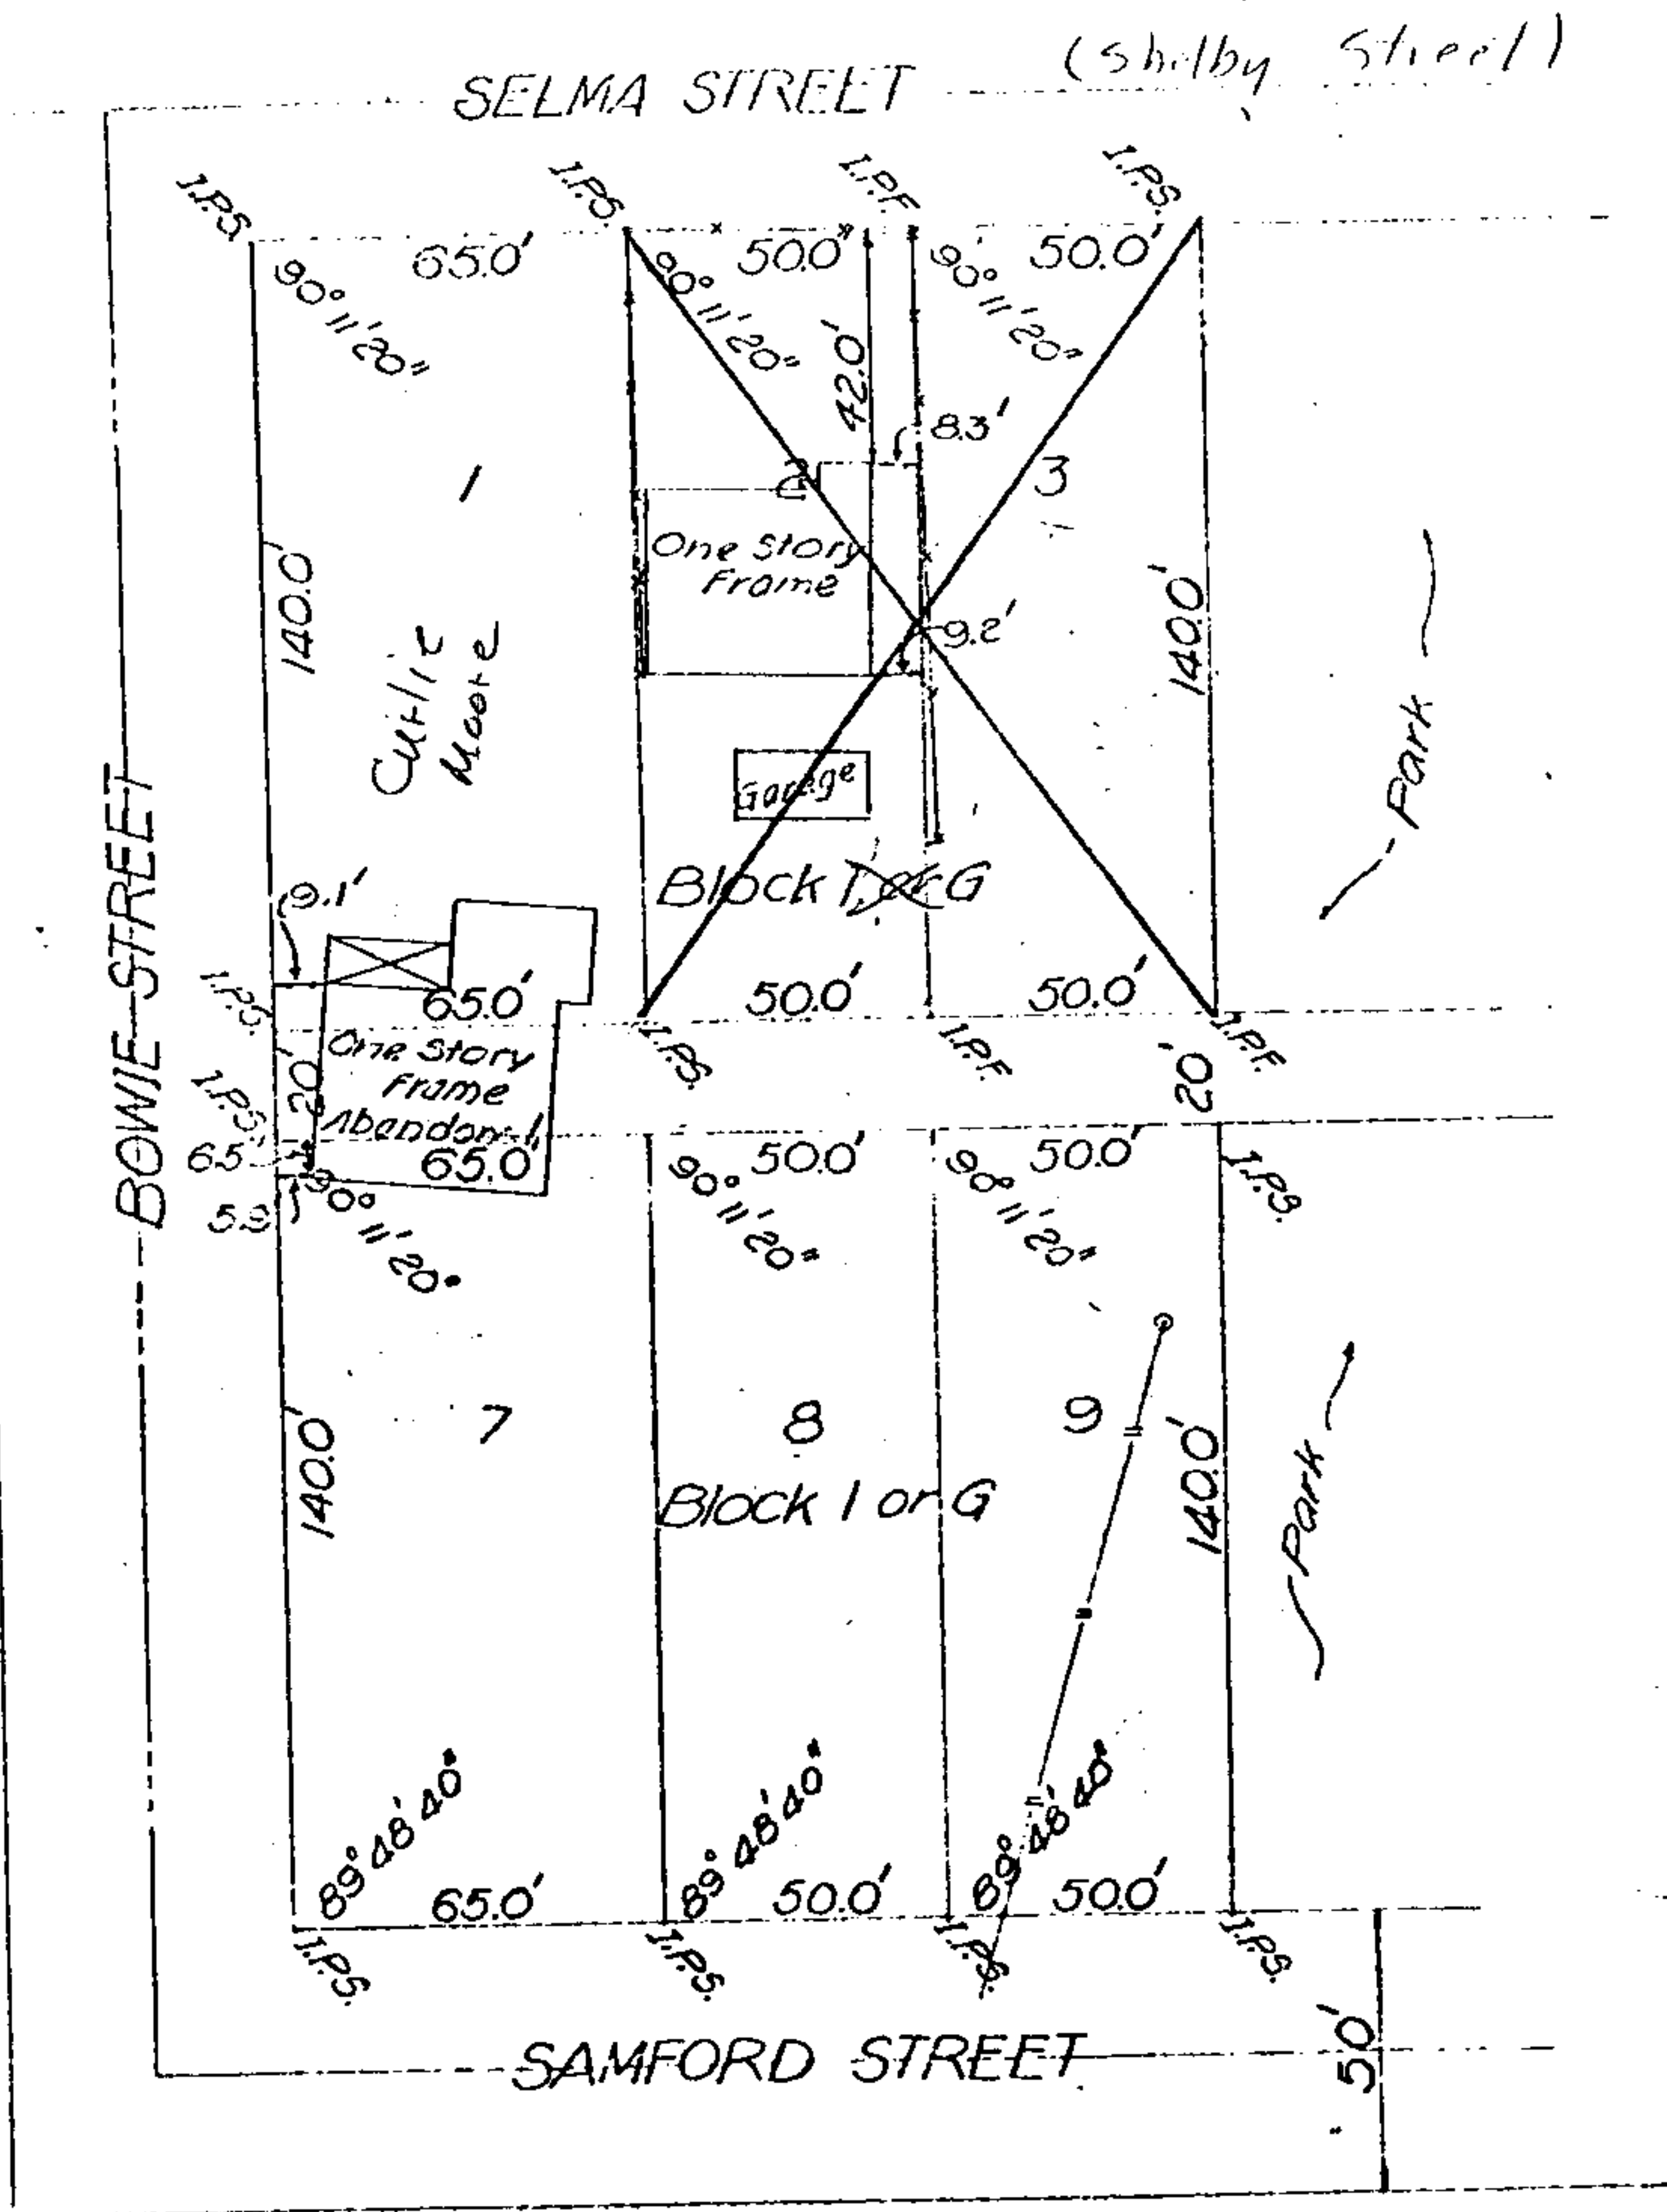 SELMA STREET (Shelby Street)
I.P.S. I.P.S. I.P.F. I.P.S.
65.0' 50.0' 50.0'
90° 11' 20" 90° 11' 20" 90° 11' 20"
42.0'
8.3'
1 2 3
One Story
Frame
140.0' 140.0'
9.2'
Moore
Park
Garage
BOWIE STREET
Block 1 or G
9.1'
I.P.S. 65.0' 50.0' 50.0'
I.P.S. I.P.F. I.P.F.
One Story
Frame
20' 20'
I.P.S.
6.5 65.0' 50.0' 50.0'
I.P.S.
5.9
90° 11' 20" 90° 11' 20" 90° 11' 20"
7 8 9
140.0' 140.0'
Block 1 or G
Park
89° 48' 40" 89° 48' 40" 89° 48' 40"
65.0' 50.0' 50.0'
I.P.S. I.P.S. I.P.S. I.P.S.
SAMFORD STREET
50'